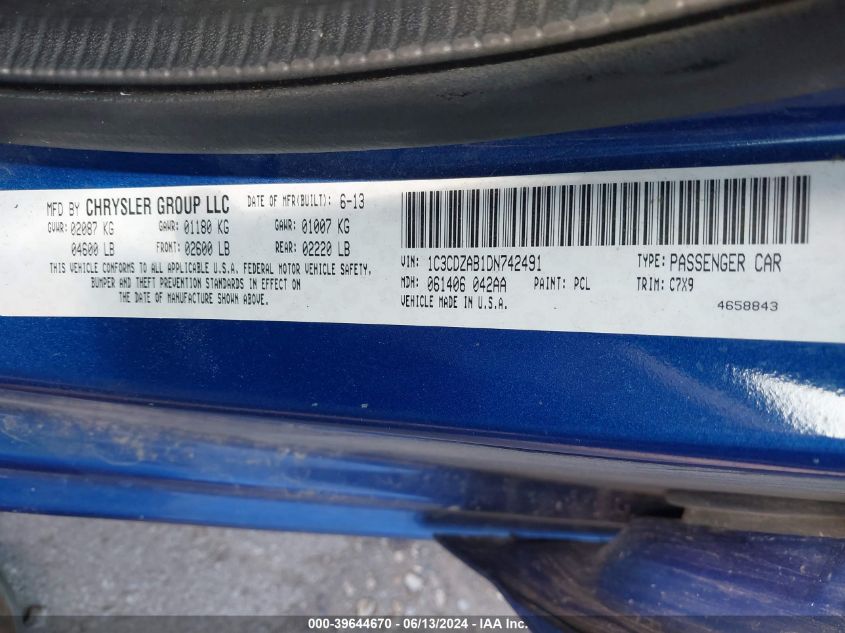 MFD BY CHRYSLER GROUP LLC DATE OF MFR(BUILT): 6-13
GVWR: 02087 KG GAWR: 01180 KG GAWR: 01007 KG
04600 LB FRONT: 02600 LB REAR: 02220 LB
THIS VEHICLE CONFORMS TO ALL APPLICABLE U.S.A. FEDERAL MOTOR VEHICLE SAFETY,
BUMPER AND THEFT PREVENTION STANDARDS IN EFFECT ON
THE DATE OF MANUFACTURE SHOWN ABOVE.
VIN: 1C3CDZAB1DN742491 TYPE: PASSENGER CAR
MDH: 061406 042AA PAINT: PCL TRIM: C7X9
VEHICLE MADE IN U.S.A. 4658843
000-39644670 - 06/13/2024 - IAA Inc.